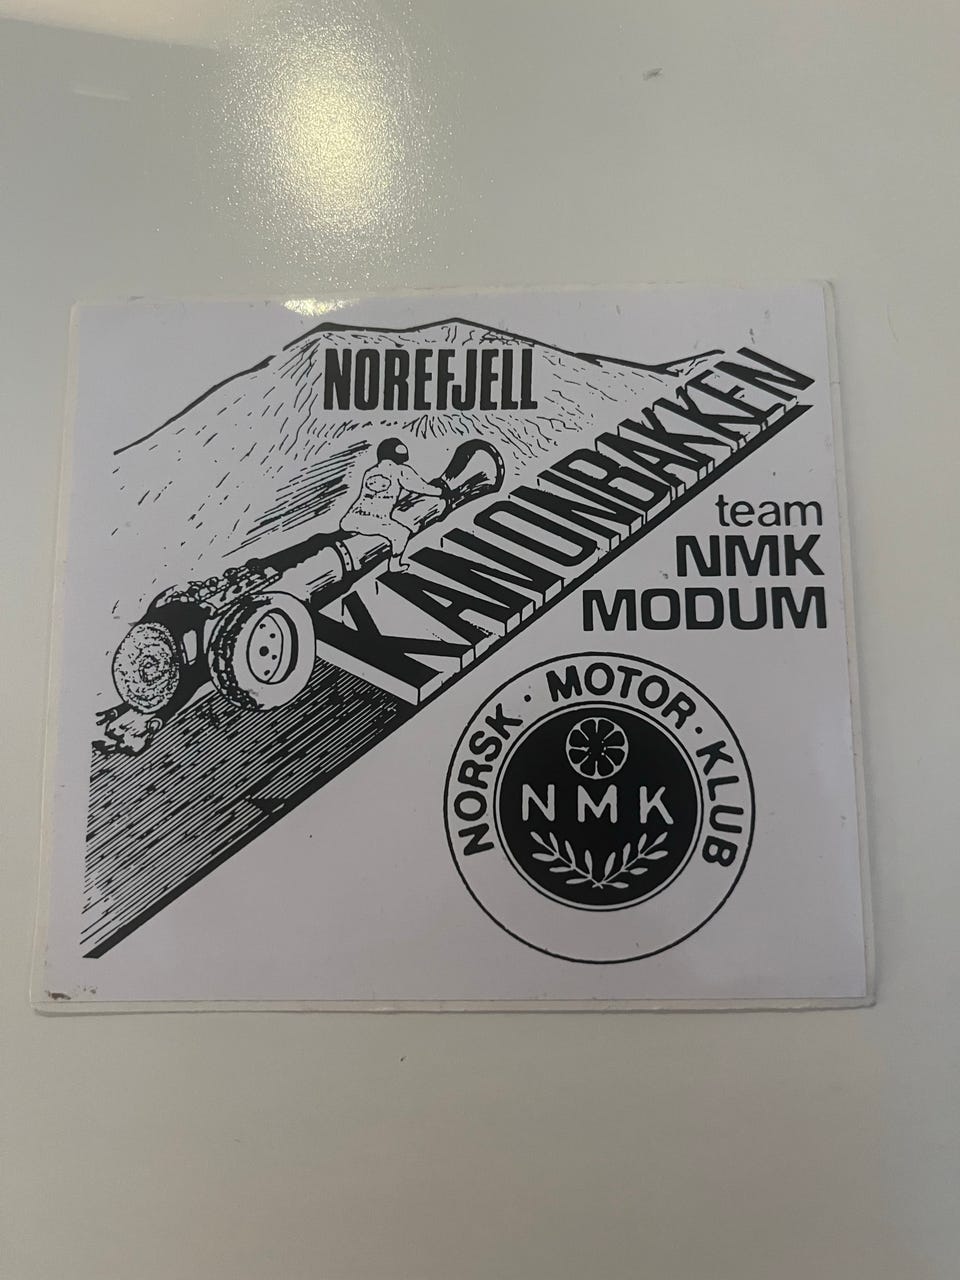 NOREFJELL
KANONBAKKEN
team
NMK
MODUM
NORSK · MOTOR · KLUB
NMK